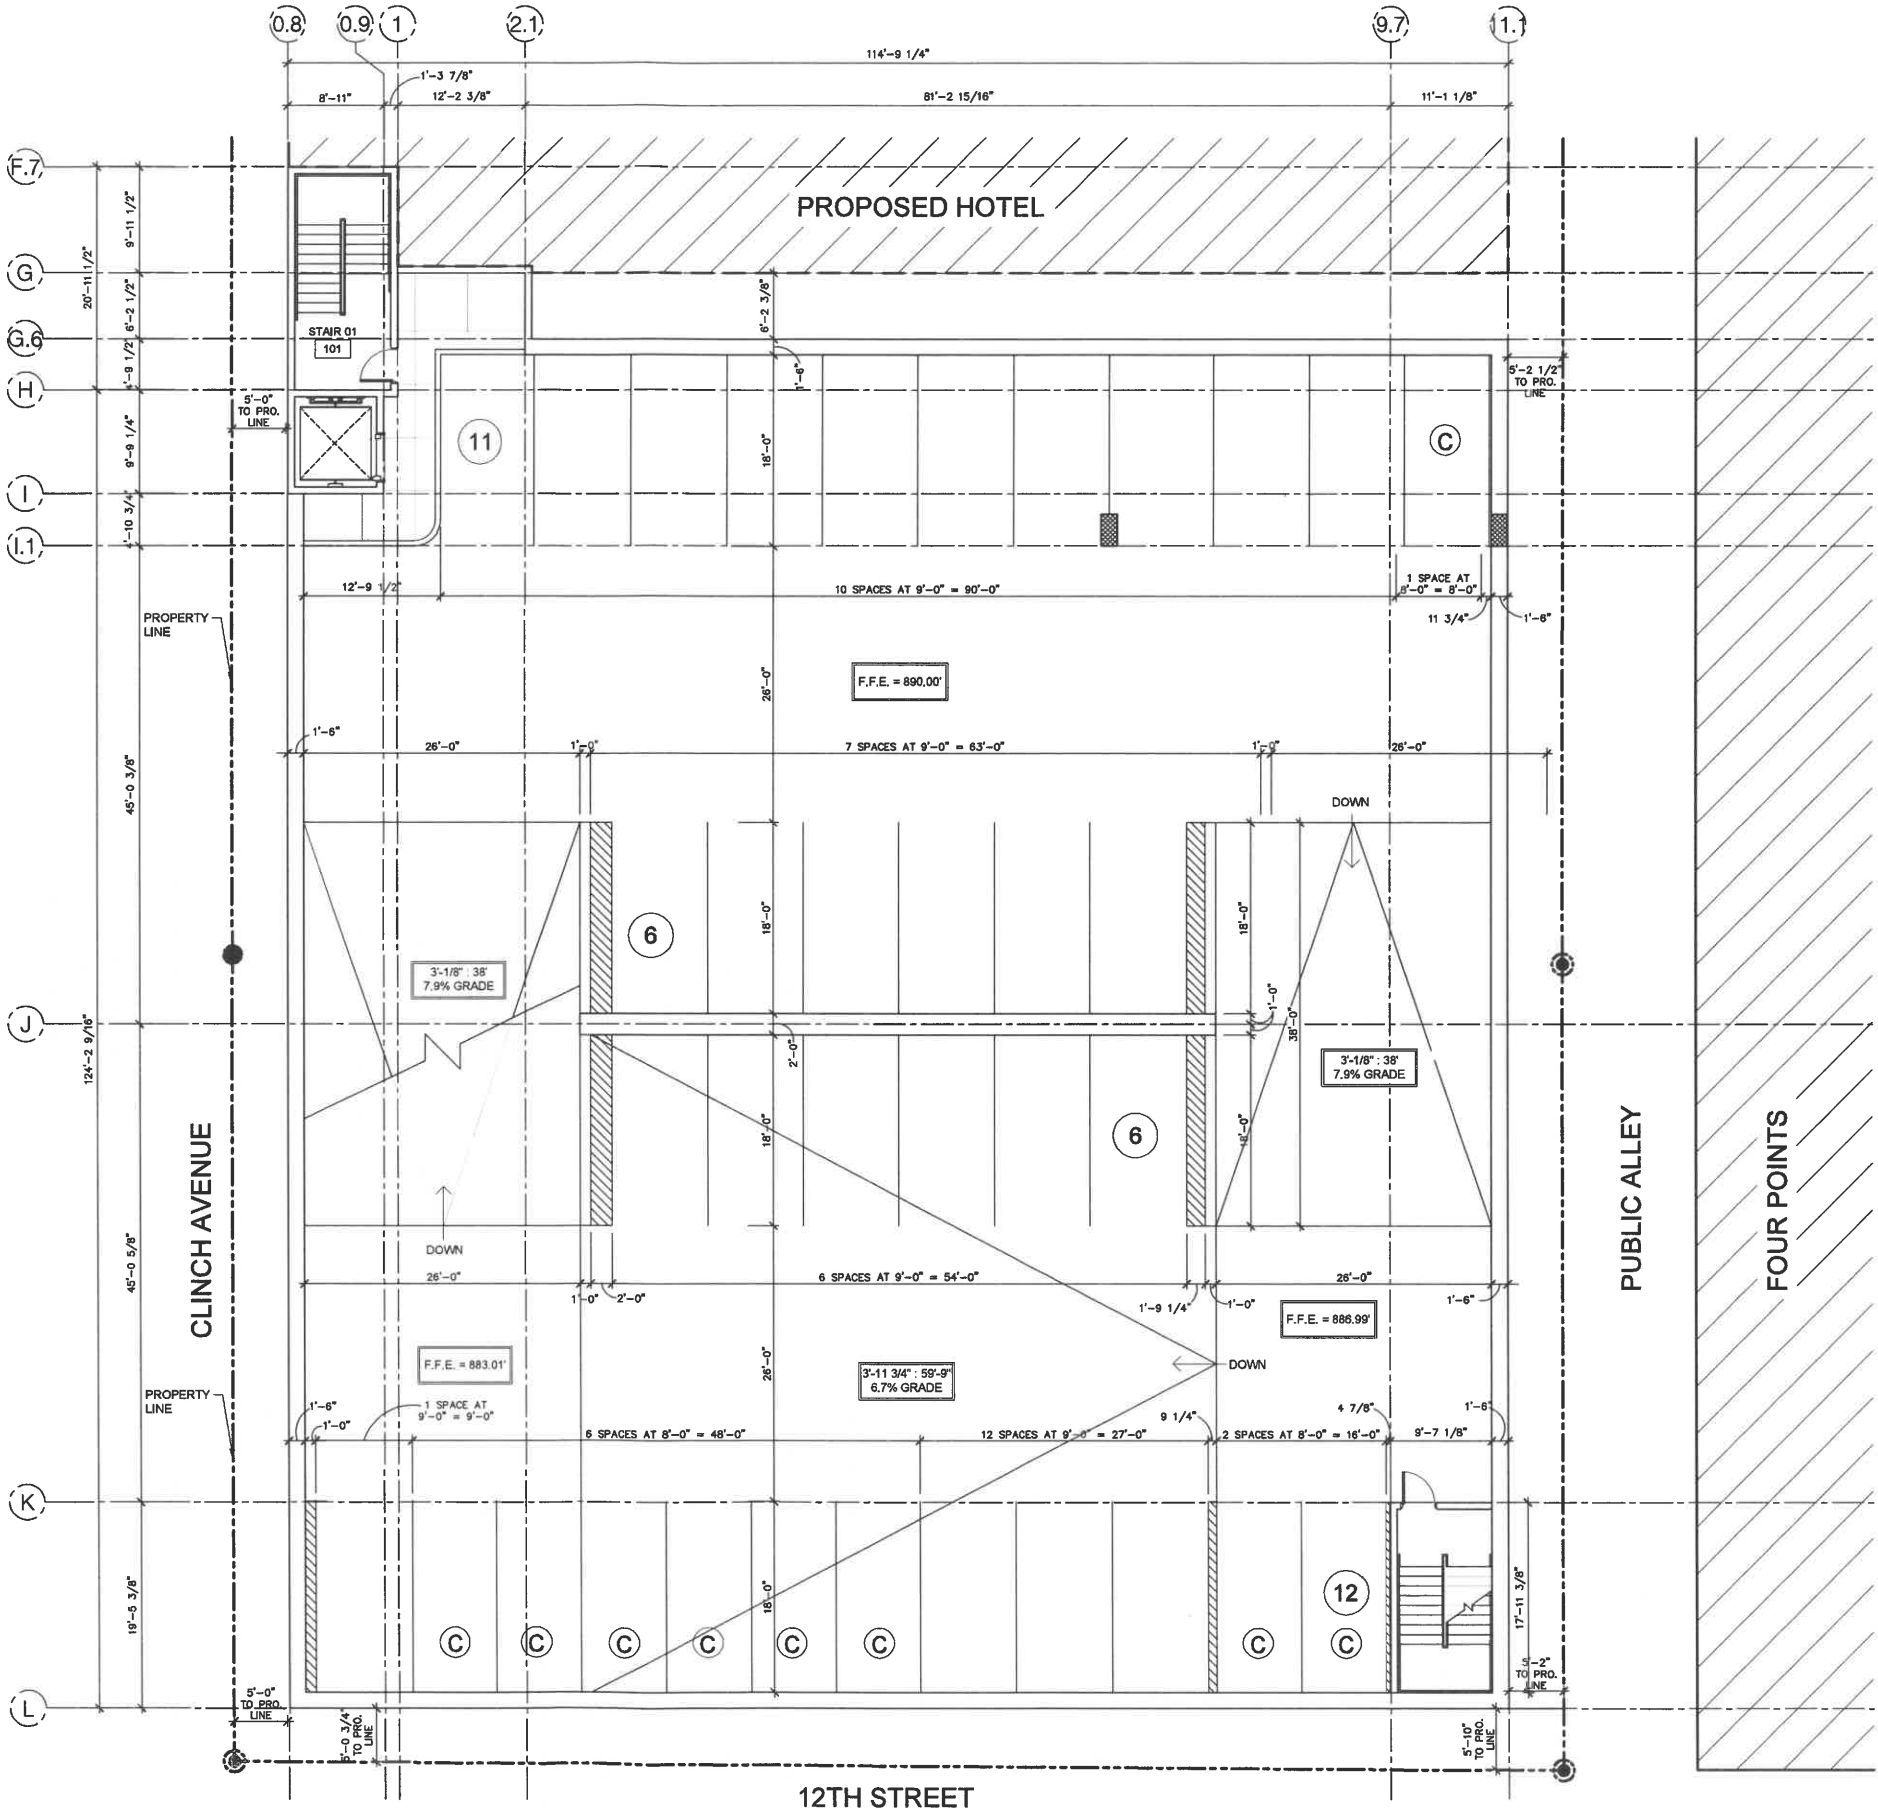 0.8
0.9
1
2.1
9.7
11.1
114'-9 1/4"
1'-3 7/8"
8'-11"
12'-2 3/8"
81'-2 15/16"
11'-1 1/8"
F.7
PROPOSED HOTEL
9'-11 1/2"
20'-11 1/2"
G
6'-2 1/2"
6'-2 3/8"
G.6
STAIR 01
101
4'-9 1/2"
1'-6"
5'-2 1/2"
TO PRO.
LINE
H
5'-0"
TO PRO.
LINE
9'-9 1/4"
11
18'-0"
C
I
4'-10 3/4"
I.1
12'-9 1/2"
10 SPACES AT 9'-0" = 90'-0"
1 SPACE AT
8'-0" = 8'-0"
11 3/4"
1'-6"
PROPERTY
LINE
F.F.E. = 890.00'
26'-0"
1'-6"
26'-0"
1'-0"
7 SPACES AT 9'-0" = 63'-0"
1'-0"
26'-0"
45'-0 3/8"
DOWN
18'-0"
18'-0"
6
3'-1/8" : 38'
7.9% GRADE
1'-0"
J
124'-2 9/16"
2'-0"
38'-0"
3'-1/8" : 38'
7.9% GRADE
18'-0"
18'-0"
6
CLINCH AVENUE
PUBLIC ALLEY
FOUR POINTS
45'-0 5/8"
DOWN
26'-0"
1'-0"
2'-0"
6 SPACES AT 9'-0" = 54'-0"
1'-9 1/4"
1'-0"
26'-0"
1'-6"
F.F.E. = 886.99'
F.F.E. = 883.01'
26'-0"
3'-11 3/4" : 59'-9"
6.7% GRADE
DOWN
PROPERTY
LINE
1'-6"
1'-0"
1 SPACE AT
9'-0" = 9'-0"
6 SPACES AT 8'-0" = 48'-0"
12 SPACES AT 9'-0" = 27'-0"
9 1/4"
2 SPACES AT 8'-0" = 16'-0"
4 7/8"
9'-7 1/8"
1'-6"
K
19'-5 3/8"
18'-0"
12
17'-11 3/8"
C
C
C
C
C
C
C
C
5'-2"
TO PRO.
LINE
L
5'-0"
TO PRO.
LINE
5'-0 3/4"
TO PRO.
LINE
5'-10"
TO PRO.
LINE
12TH STREET